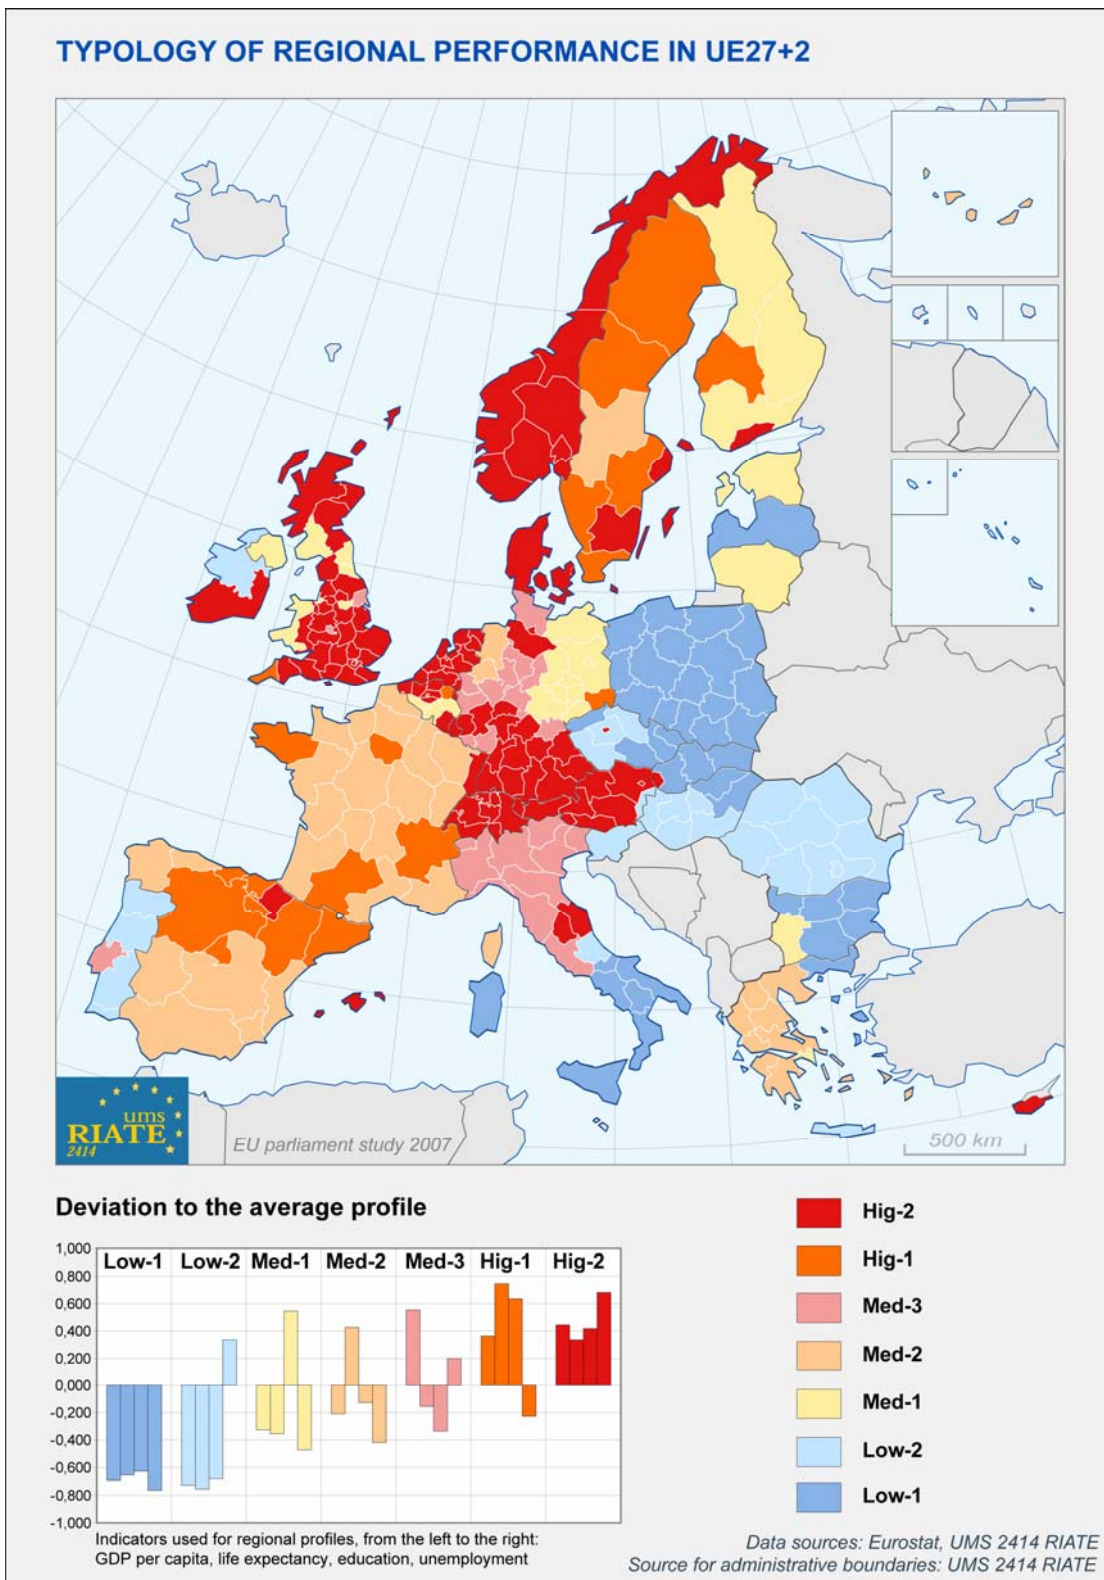 TYPOLOGY OF REGIONAL PERFORMANCE IN UE27+2
ums
RIATE
2414
EU parliament study 2007
500 km
Deviation to the average profile
1,000
0,800
0,600
0,400
0,200
0,000
-0,200
-0,400
-0,600
-0,800
-1,000
Low-1 Low-2 Med-1 Med-2 Med-3 Hig-1 Hig-2
Indicators used for regional profiles, from the left to the right:
GDP per capita, life expectancy, education, unemployment
Hig-2
Hig-1
Med-3
Med-2
Med-1
Low-2
Low-1
Data sources: Eurostat, UMS 2414 RIATE
Source for administrative boundaries: UMS 2414 RIATE